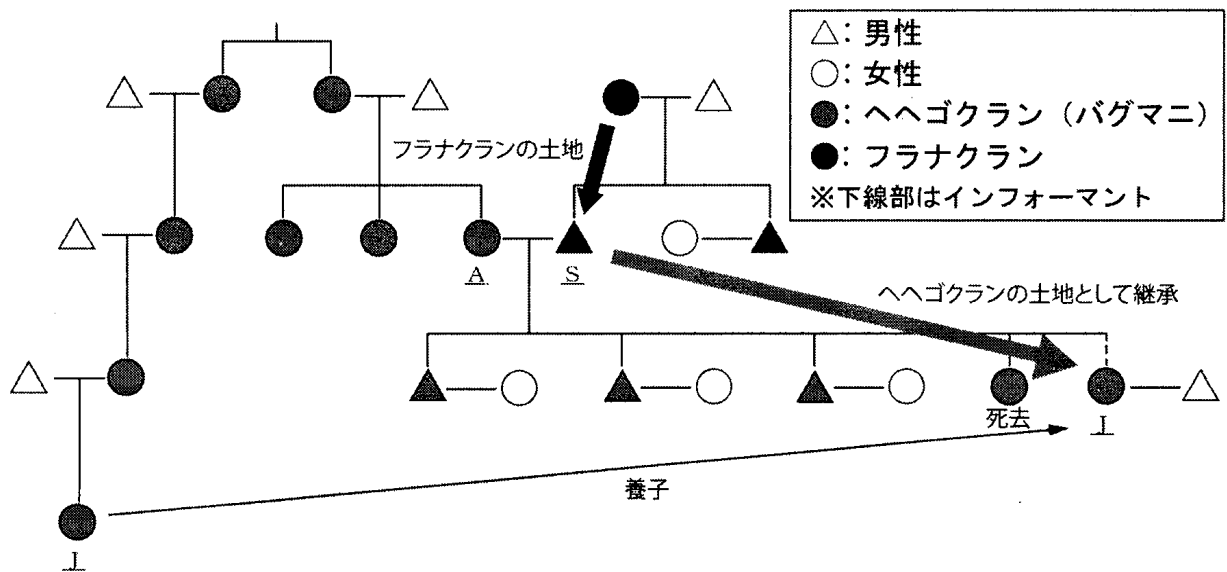 △：男性
○：女性
●：ヘヘゴクラン（バグマニ）
●：フラナクラン
※下線部はインフォーマント
フラナクランの土地
A
S
ヘヘゴクランの土地として継承
死去
J
養子
J